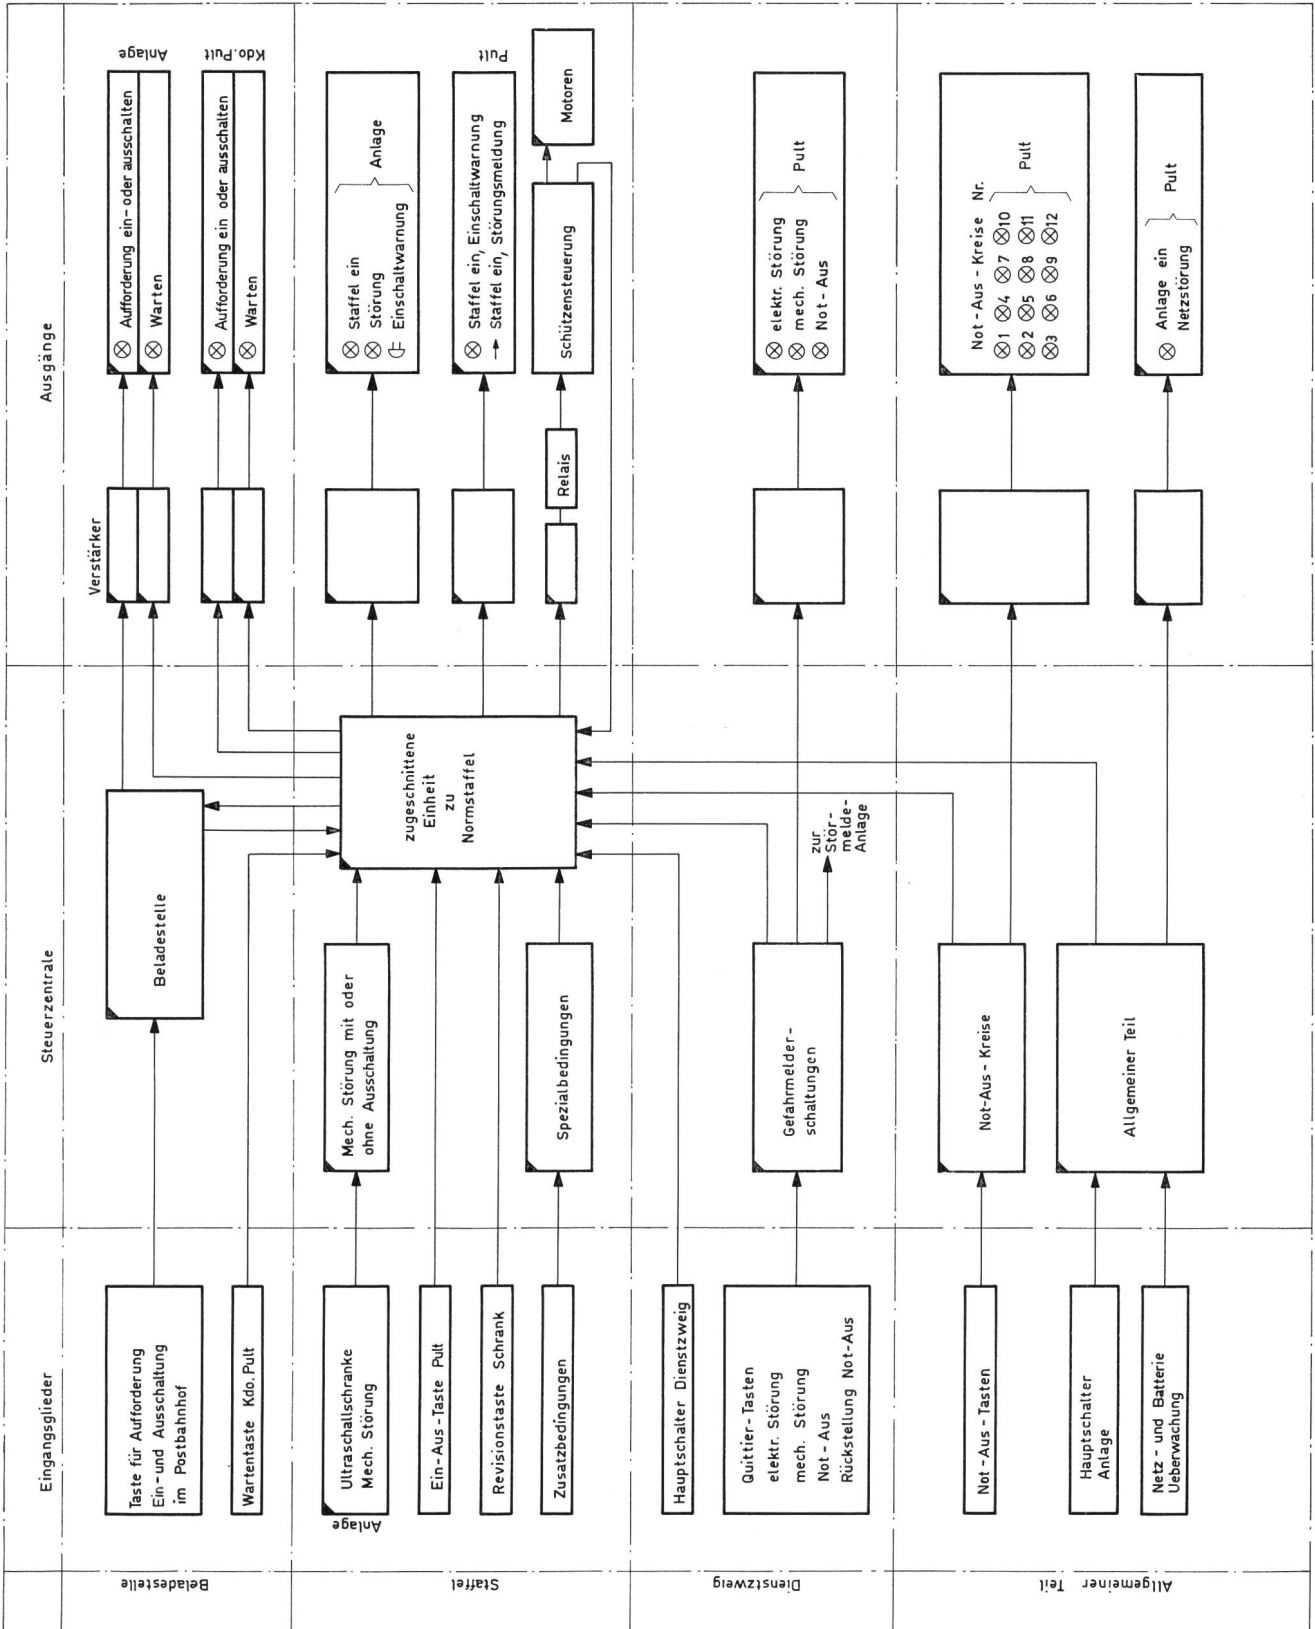 Eingangsglieder
Steuerzentrale
Ausgänge
Beladestelle
Taste für Aufforderung
Ein-und Ausschaltung
im Postbahnhof
Wartentaste Kdo. Pult
Beladestelle
Verstärker
Aufforderung ein- oder ausschalten
Warten
Anlage
Aufforderung ein oder ausschalten
Warten
Kdo. Pult
Staffel
Anlage
Ultraschallschranke
Mech. Störung
Ein-Aus-Taste Pult
Revisionstaste Schrank
Zusatzbedingungen
Mech. Störung mit oder
ohne Ausschaltung
Spezialbedingungen
zugeschnittene
Einheit
zu
Normstaffel
Staffel ein
Störung
Einschaltwarnung
Anlage
Staffel ein, Einschaltwarnung
Staffel ein, Störungsmeldung
Pult
Relais
Schützensteuerung
Motoren
Dienstzweig
Hauptschalter Dienstzweig
Quittier-Tasten
elektr. Störung
mech. Störung
Not-Aus
Rückstellung Not-Aus
Gefahrmelder-
schaltungen
zur
Stör-
melde-
Anlage
elektr. Störung
mech. Störung
Not-Aus
Pult
Allgemeiner Teil
Not-Aus-Tasten
Hauptschalter
Anlage
Netz- und Batterie
Ueberwachung
Not-Aus-Kreise
Allgemeiner Teil
Not-Aus-Kreise Nr.
1 4 7 10
2 5 8 11
3 6 9 12
Pult
Anlage ein
Netzstörung
Pult